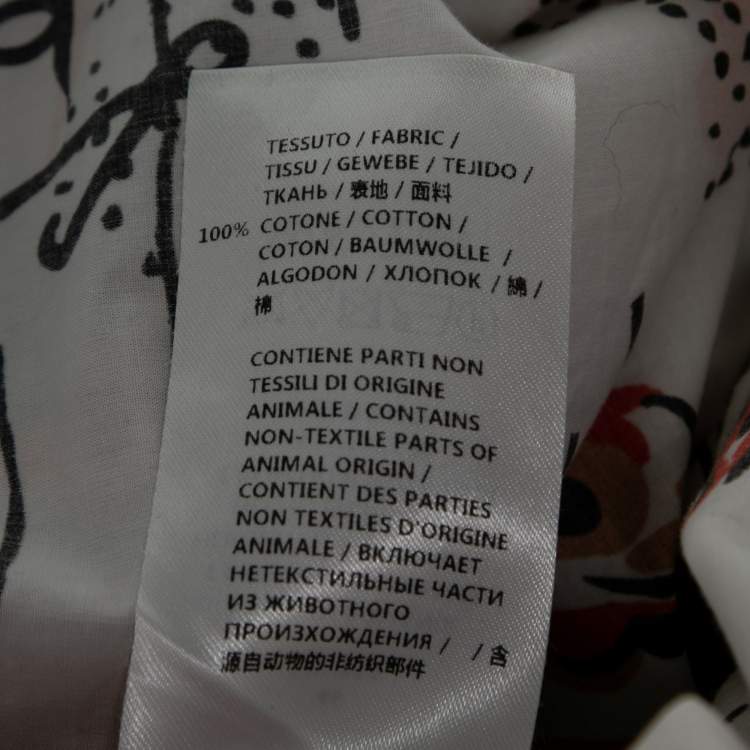 TESSUTO / FABRIC /
TISSU / GEWEBE / TEJIDO /
ТКАНЬ / 表地 / 面料
100% COTONE / COTTON /
COTON / BAUMWOLLE /
ALGODON / ХЛОПОК / 綿 /
棉
CONTIENE PARTI NON
TESSILI DI ORIGINE
ANIMALE / CONTAINS
NON-TEXTILE PARTS OF
ANIMAL ORIGIN /
CONTIENT DES PARTIES
NON TEXTILES D'ORIGINE
ANIMALE / ВКЛЮЧАЕТ
НЕТЕКСТИЛЬНЫЕ ЧАСТИ
ИЗ ЖИВОТНОГО
ПРОИЗХОЖДЕНИЯ / / 含
源自动物的非纺织部件